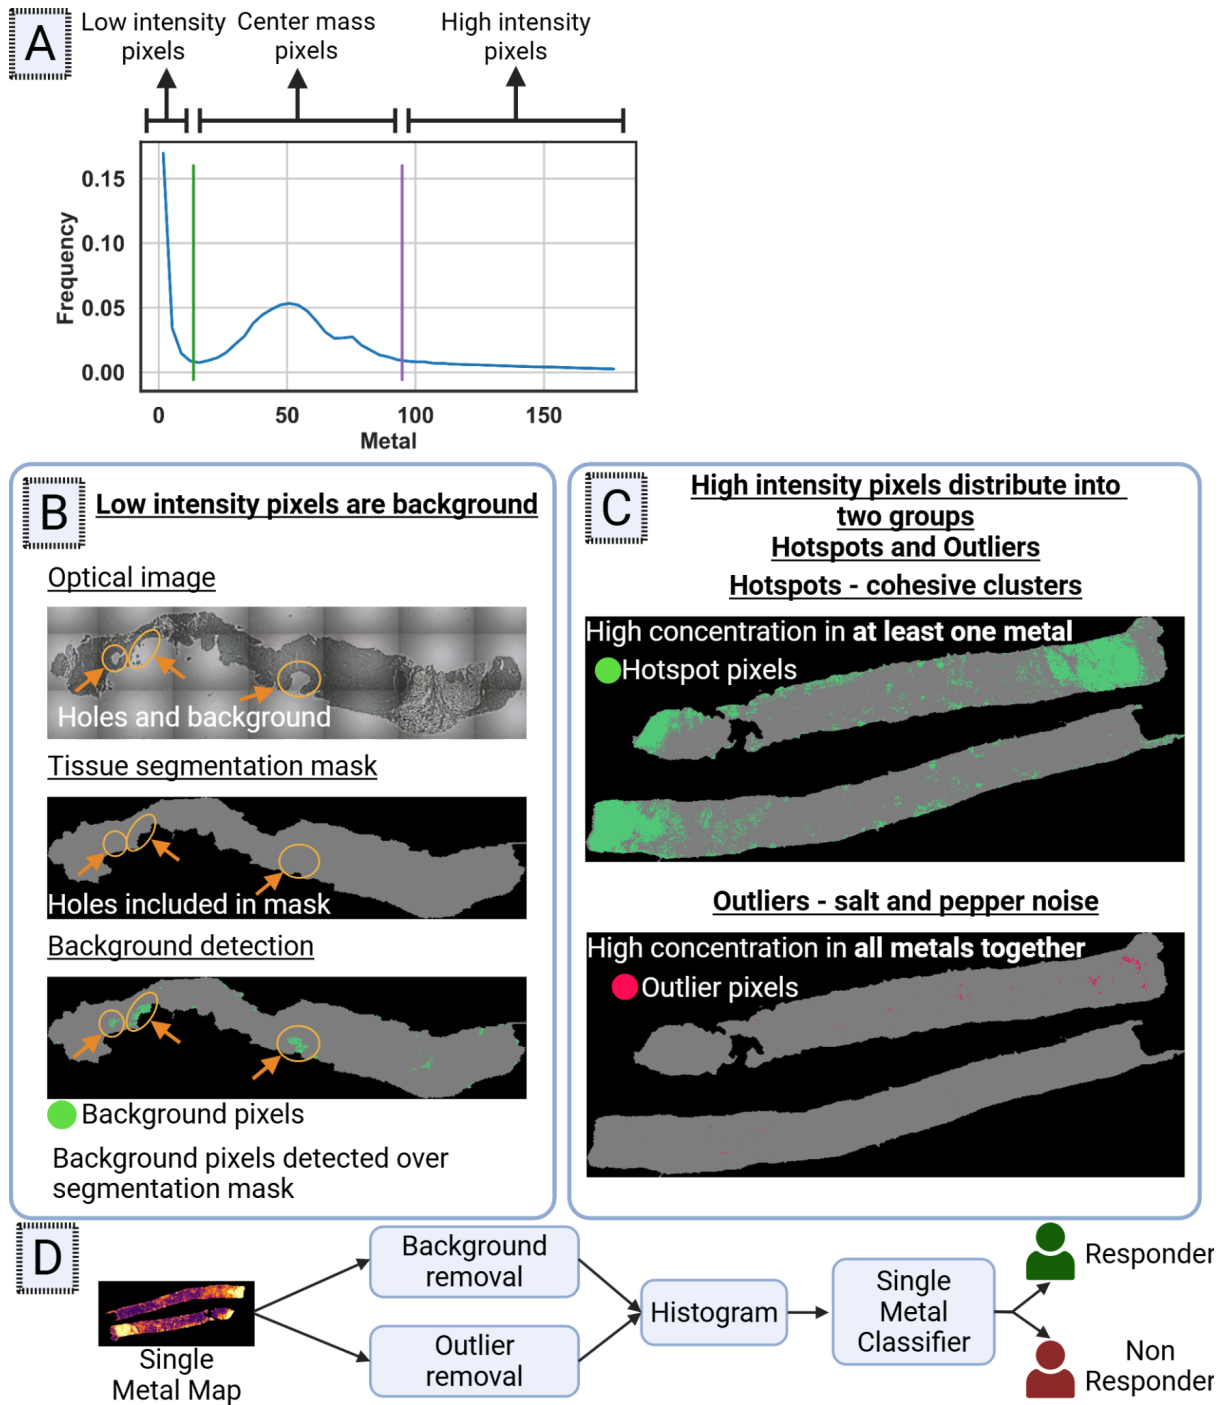 A
Low intensity pixels
Center mass pixels
High intensity pixels
0.15
0.10
0.05
0.00
Frequency
0
50
100
150
Metal
B
Low intensity pixels are background
Optical image
Holes and background
Tissue segmentation mask
Holes included in mask
Background detection
Background pixels
Background pixels detected over
segmentation mask
C
High intensity pixels distribute into
two groups
Hotspots and Outliers
Hotspots - cohesive clusters
High concentration in at least one metal
Hotspot pixels
Outliers - salt and pepper noise
High concentration in all metals together
Outlier pixels
D
Single
Metal Map
Background
removal
Outlier
removal
Histogram
Single
Metal
Classifier
Responder
Non
Responder